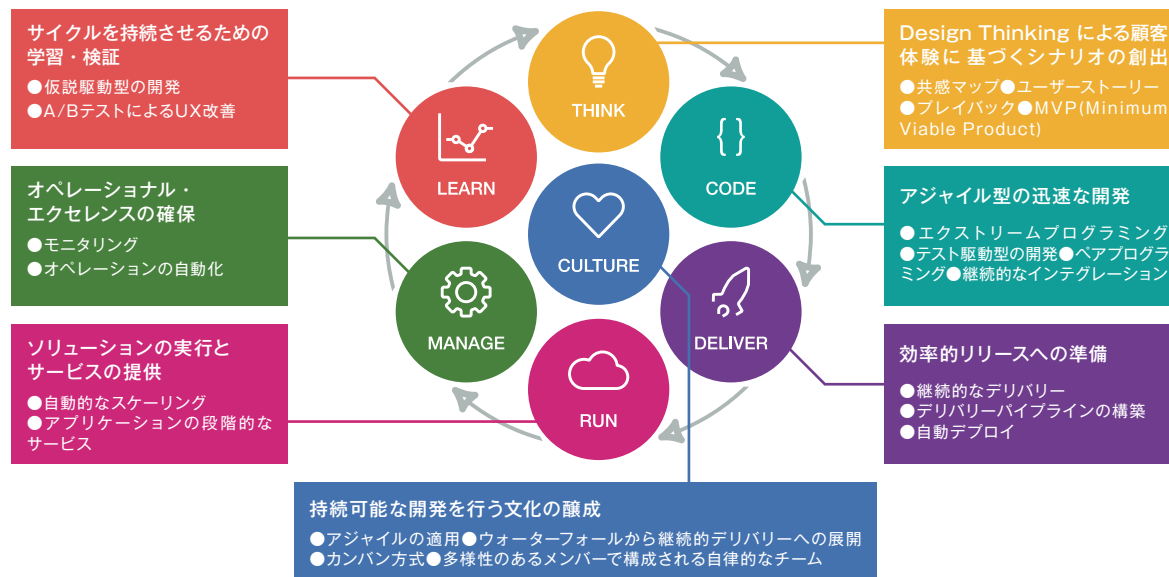 サイクルを持続させるための
学習・検証
●仮説駆動型の開発
●A/BテストによるUX改善
オペレーショナル・
エクセレンスの確保
●モニタリング
●オペレーションの自動化
ソリューションの実行と
サービスの提供
●自動的なスケーリング
●アプリケーションの段階的な
サービス
THINK
LEARN
CODE
CULTURE
MANAGE
DELIVER
RUN
Design Thinking による顧客
体験に 基づくシナリオの創出
●共感マップ●ユーザーストーリー
●プレイバック●MVP(Minimum
Viable Product)
アジャイル型の迅速な開発
●エクストリームプログラミング
●テスト駆動型の開発●ペアプログラ
ミング●継続的なインテグレーション
効率的リリースへの準備
●継続的なデリバリー
●デリバリーパイプラインの構築
●自動デプロイ
持続可能な開発を行う文化の醸成
●アジャイルの適用●ウォーターフォールから継続的デリバリーへの展開
●カンバン方式●多様性のあるメンバーで構成される自律的なチーム